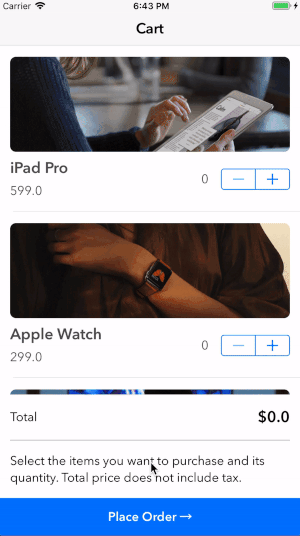 Carrier 6:43 PM
Cart
iPad Pro
599.0
0 − +
Apple Watch
299.0
0 − +
Total $0.0
Select the items you want to purchase and its
quantity. Total price does not include tax.
Place Order →